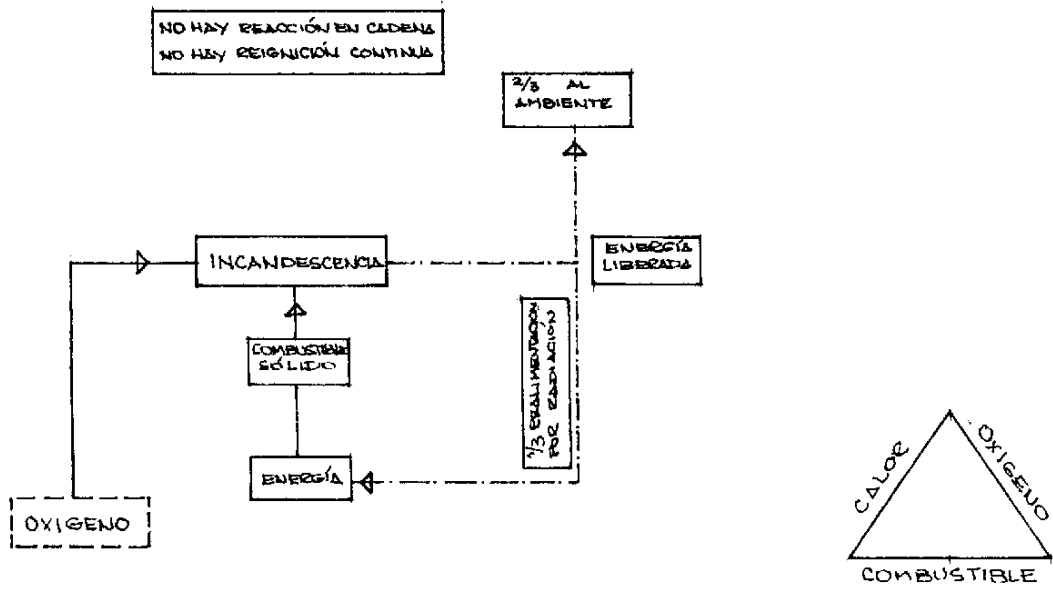 NO HAY REACCIÓN EN CADENA
NO HAY REIGNICIÓN CONTINUA
2/3 AL
AMBIENTE
INCANDESCENCIA
ENERGÍA
LIBERADA
COMBUSTIBLE
SÓLIDO
1/3
POR RADIACIÓN
ENERGÍA
OXIGENO
CALOR
OXIGENO
COMBUSTIBLE